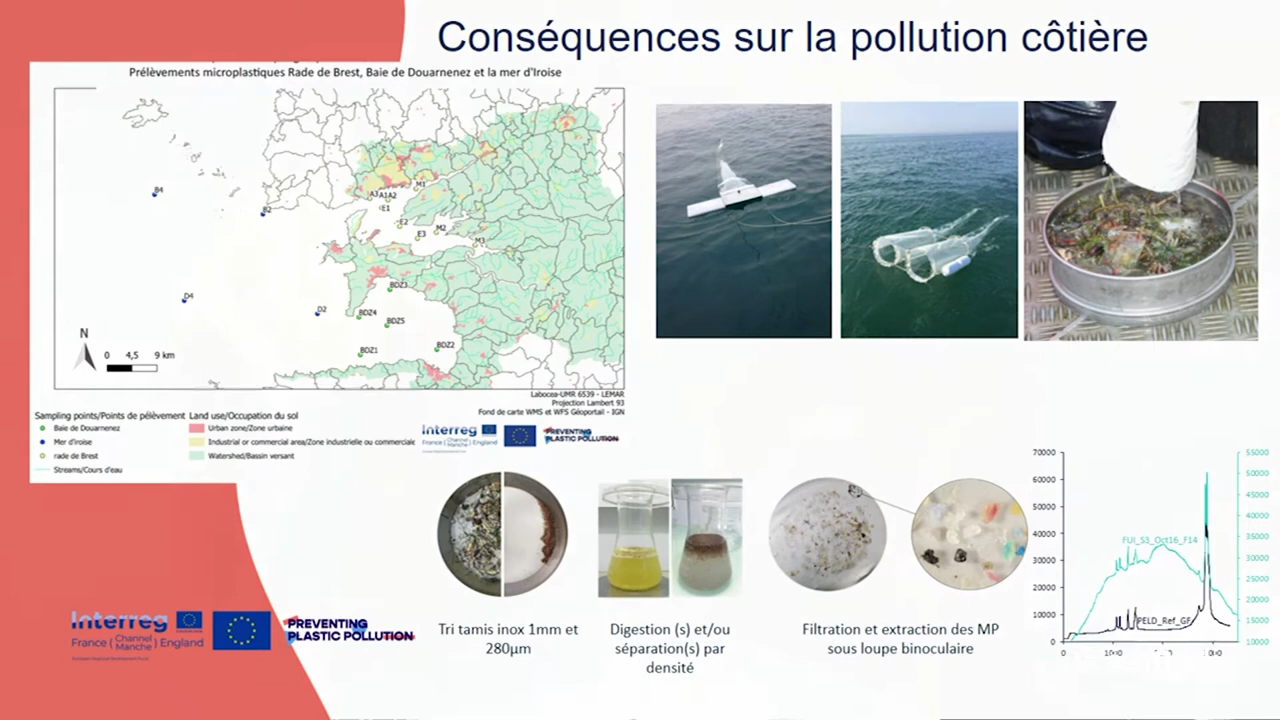 Conséquences sur la pollution côtière
Prélèvements microplastiques Rade de Brest, Baie de Douarnenez et la mer d'Iroise
B4
B2
A3 A1 A2
M1
E1
E2
E3
M2
M3
D4
D2
BDZ3
BDZ4
BDZ5
BDZ1
BDZ2
N
0 4,5 9 km
Labocea-UMR 6539 - LEMAR
Projection Lambert 93
Fond de carte WMS et WFS Géoportail - IGN
Sampling points/Points de pélèvement
Baie de Douarnenez
Mer d'iroise
rade de Brest
Streams/Cours d'eau
Land use/Occupation du sol
Urban zone/Zone urbaine
Industrial or commercial area/Zone industrielle ou commerciale
Watershed/Bassin versant
Interreg
France ( Channel Manche ) England
PREVENTING
PLASTIC POLLUTION
Tri tamis inox 1mm et
280µm
Digestion (s) et/ou
séparation(s) par
densité
Filtration et extraction des MP
sous loupe binoculaire
70000
60000
50000
40000
30000
20000
10000
0
55000
50000
45000
40000
35000
30000
25000
20000
15000
10000
FUI_S3_Oct16_F14
PELD_Ref_GF
0
Interreg
France ( Channel Manche ) England
PREVENTING
PLASTIC POLLUTION